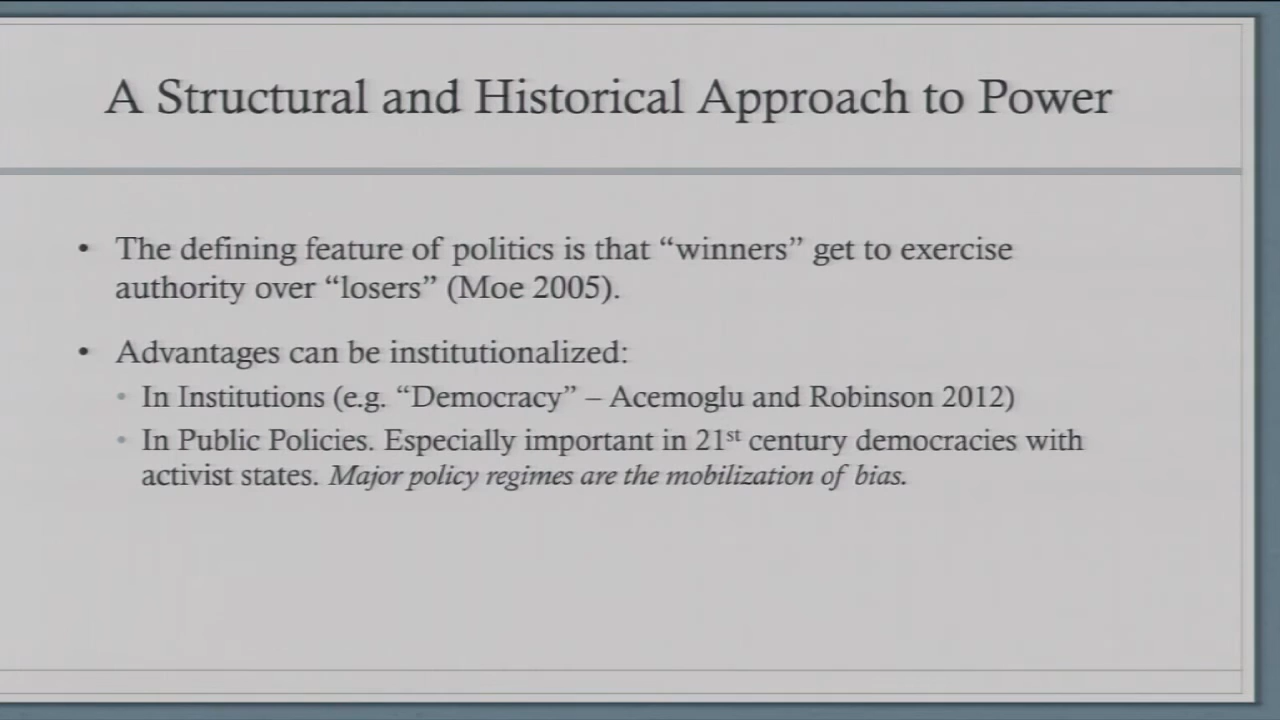 A Structural and Historical Approach to Power
• The defining feature of politics is that “winners” get to exercise
authority over “losers” (Moe 2005).
• Advantages can be institutionalized:
• In Institutions (e.g. “Democracy” – Acemoglu and Robinson 2012)
• In Public Policies. Especially important in 21st century democracies with
activist states. Major policy regimes are the mobilization of bias.